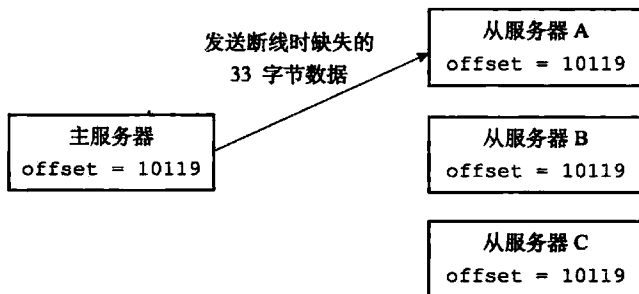 发送断线时缺失的
33 字节数据
主服务器
offset = 10119
从服务器 A
offset = 10119
从服务器 B
offset = 10119
从服务器 C
offset = 10119